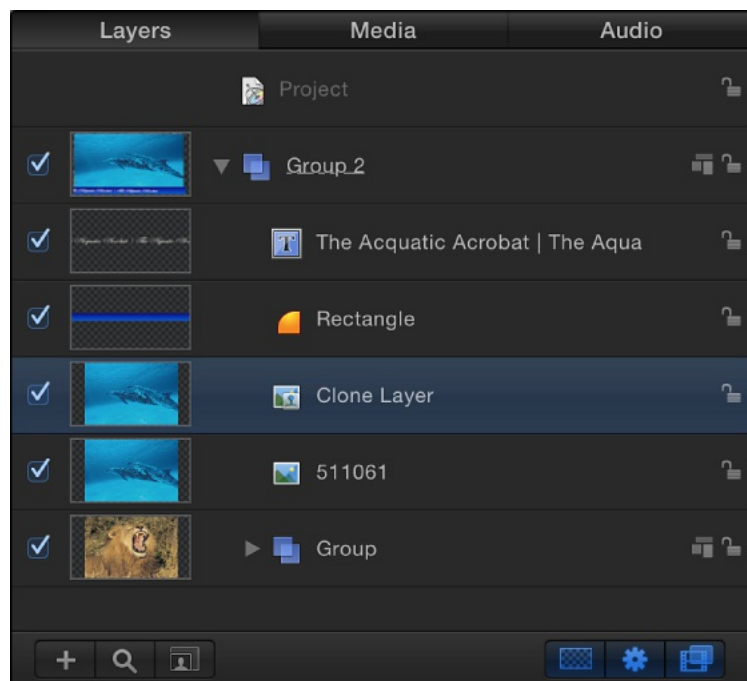 Layers Media Audio
Project
Group 2
The Acquatic Acrobat | The Aqua
Rectangle
Clone Layer
511061
Group